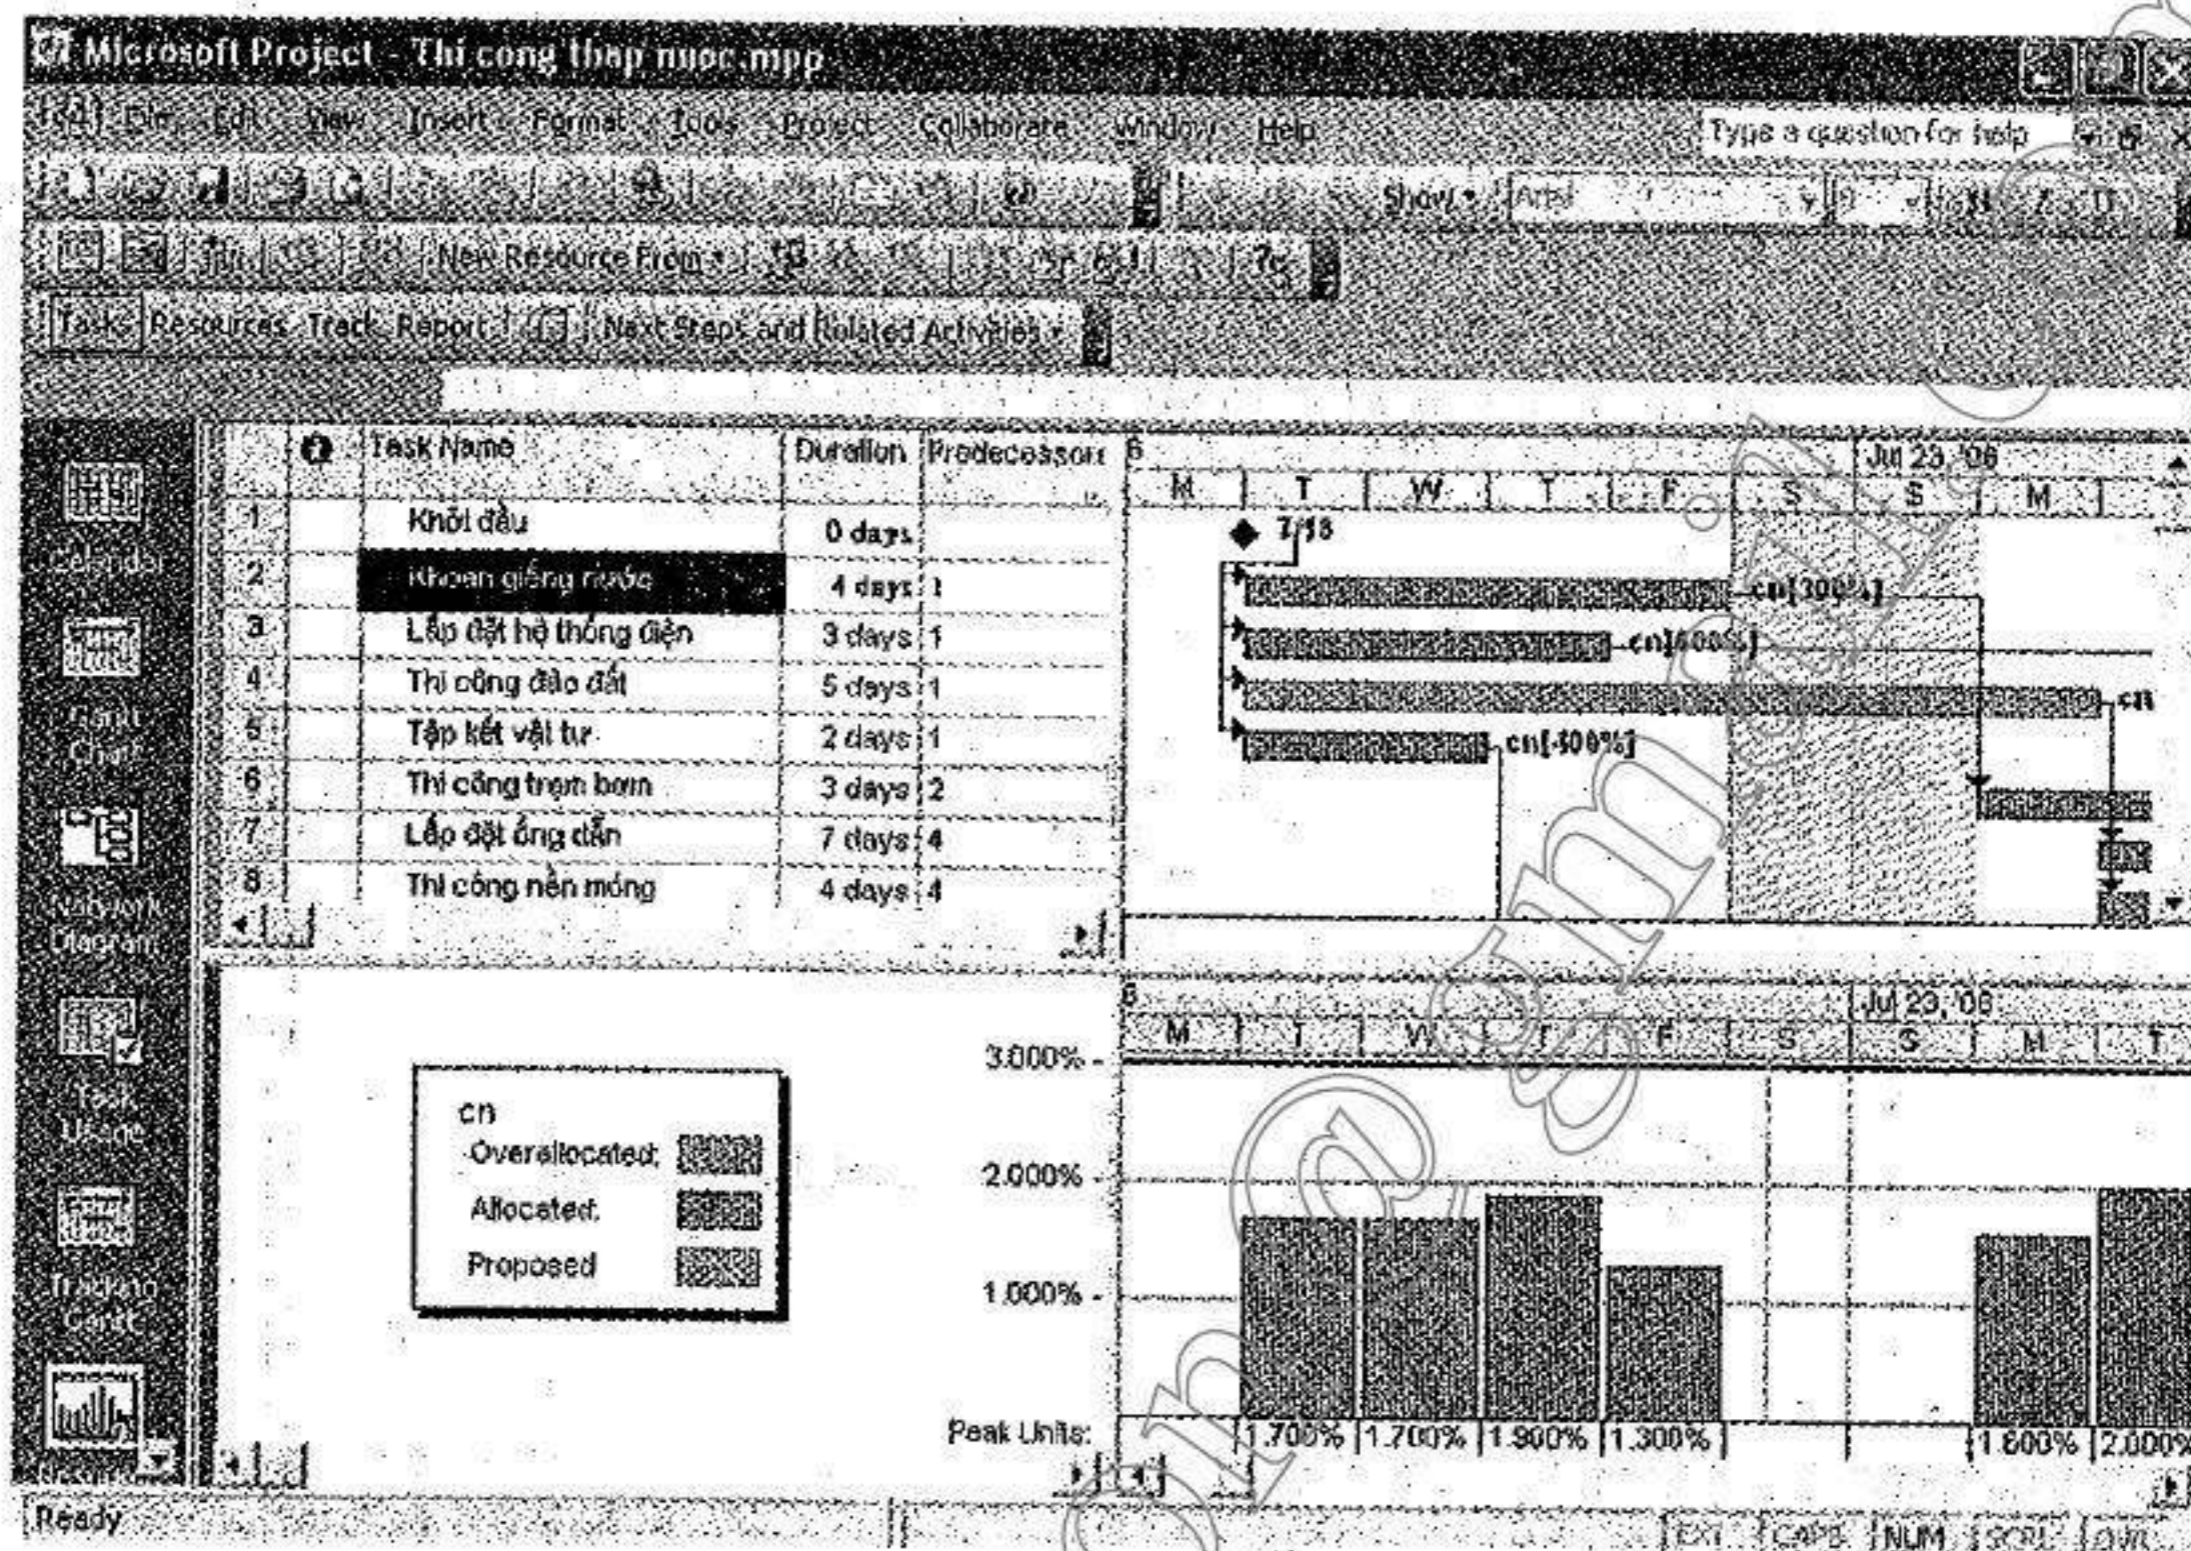 Microsoft Project - Thi cong thap nuoc.mpp
File Edit View Insert Format Tools Project Collaborate Window Help
Type a question for help
Show
Arial
New Resource From
Tasks Resources Track Report Next Steps and Related Activities
Task Name Duration Predecessors
1 Khởi đầu 0 days
2 Khoan giếng nước 4 days 1
3 Lắp đặt hệ thống điện 3 days 1
4 Thi công đào đất 5 days 1
5 Tập kết vật tư 2 days 1
6 Thi công trạm bơm 3 days 2
7 Lắp đặt ống dẫn 7 days 4
8 Thi công nền móng 4 days 4
6 Jul 23, '06
M T W T F S S M
7/18
cn[300%]
cn[600%]
cn
cn[400%]
Calendar
Gantt Chart
Network Diagram
Task Usage
Tracking Gantt
6 Jul 23, '06
M T W T F S S M T
cn
Overallocated:
Allocated:
Proposed
3.000%
2.000%
1.000%
Peak Units: 1.700% 1.700% 1.900% 1.300% 2.000%
Ready
EXT CAPS NUM SCRL OVR
@gmail